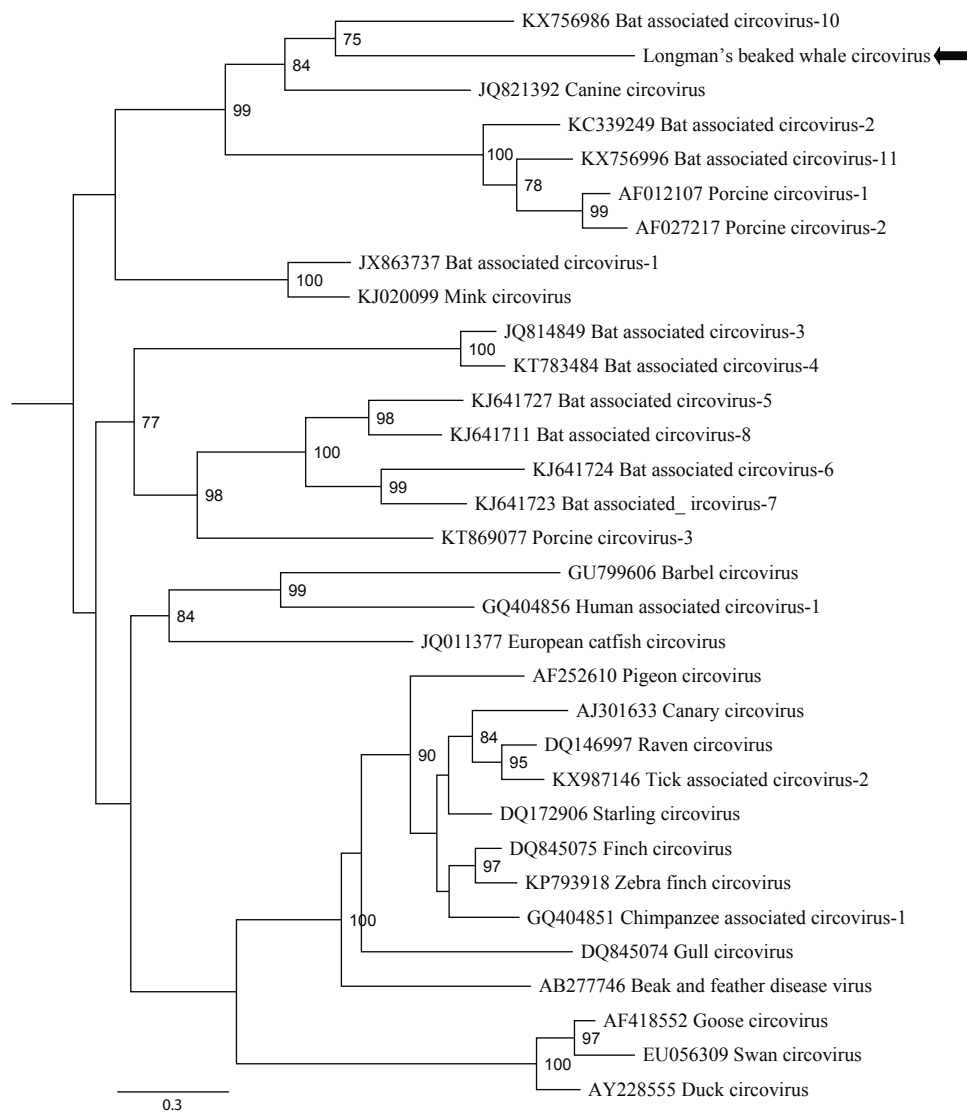 KX756986 Bat associated circovirus-10
75
Longman's beaked whale circovirus
84
JQ821392 Canine circovirus
99
KC339249 Bat associated circovirus-2
100
KX756996 Bat associated circovirus-11
78
AF012107 Porcine circovirus-1
99
AF027217 Porcine circovirus-2
JX863737 Bat associated circovirus-1
100
KJ020099 Mink circovirus
JQ814849 Bat associated circovirus-3
100
KT783484 Bat associated circovirus-4
77
KJ641727 Bat associated circovirus-5
98
KJ641711 Bat associated circovirus-8
100
KJ641724 Bat associated circovirus-6
99
98
KJ641723 Bat associated_ ircovirus-7
KT869077 Porcine circovirus-3
GU799606 Barbel circovirus
99
GQ404856 Human associated circovirus-1
84
JQ011377 European catfish circovirus
AF252610 Pigeon circovirus
AJ301633 Canary circovirus
84
DQ146997 Raven circovirus
90
95
KX987146 Tick associated circovirus-2
DQ172906 Starling circovirus
DQ845075 Finch circovirus
97
KP793918 Zebra finch circovirus
GQ404851 Chimpanzee associated circovirus-1
100
DQ845074 Gull circovirus
AB277746 Beak and feather disease virus
AF418552 Goose circovirus
97
EU056309 Swan circovirus
100
AY228555 Duck circovirus
0.3